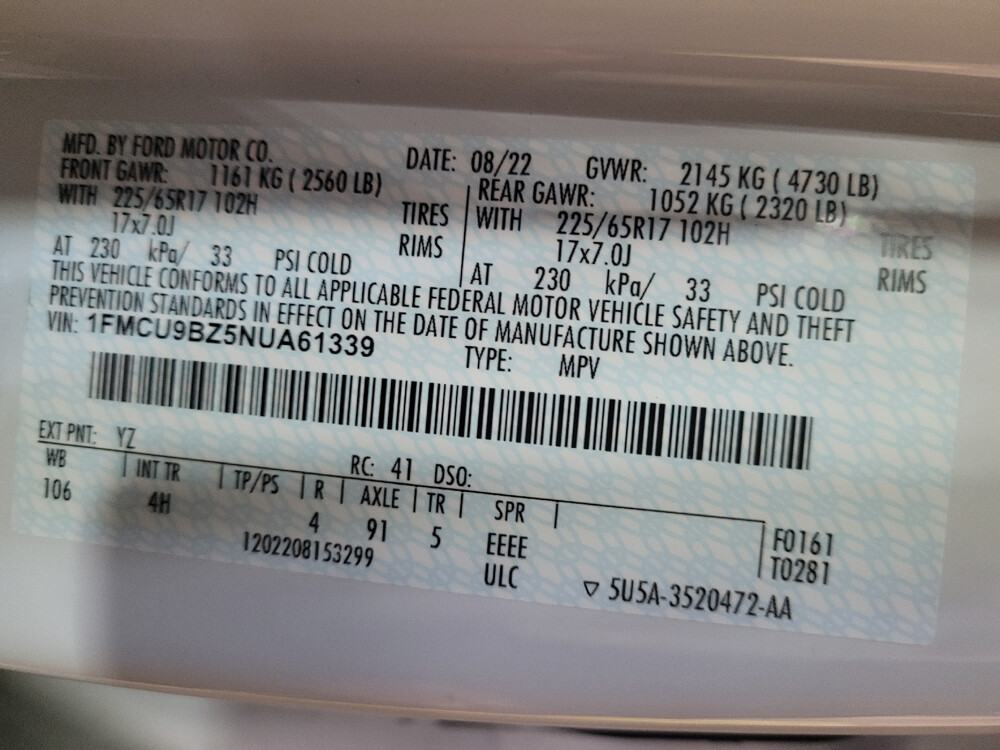 MFD. BY FORD MOTOR CO. DATE: 08/22 GVWR: 2145 KG ( 4730 LB)
FRONT GAWR: 1161 KG ( 2560 LB) REAR GAWR: 1052 KG ( 2320 LB)
WITH 225/65R17 102H TIRES WITH 225/65R17 102H TIRES
17x7.0J RIMS 17x7.0J RIMS
AT 230 kPa/ 33 PSI COLD AT 230 kPa/ 33 PSI COLD
THIS VEHICLE CONFORMS TO ALL APPLICABLE FEDERAL MOTOR VEHICLE SAFETY AND THEFT
PREVENTION STANDARDS IN EFFECT ON THE DATE OF MANUFACTURE SHOWN ABOVE.
VIN: 1FMCU9BZ5NUA61339 TYPE: MPV
EXT PNT: YZ RC: 41 DSO:
WB INT TR TP/PS R AXLE TR SPR
106 4H 4 91 5 EEEE F0161
1202208153299 ULC T0281
▽ 5U5A-3520472-AA